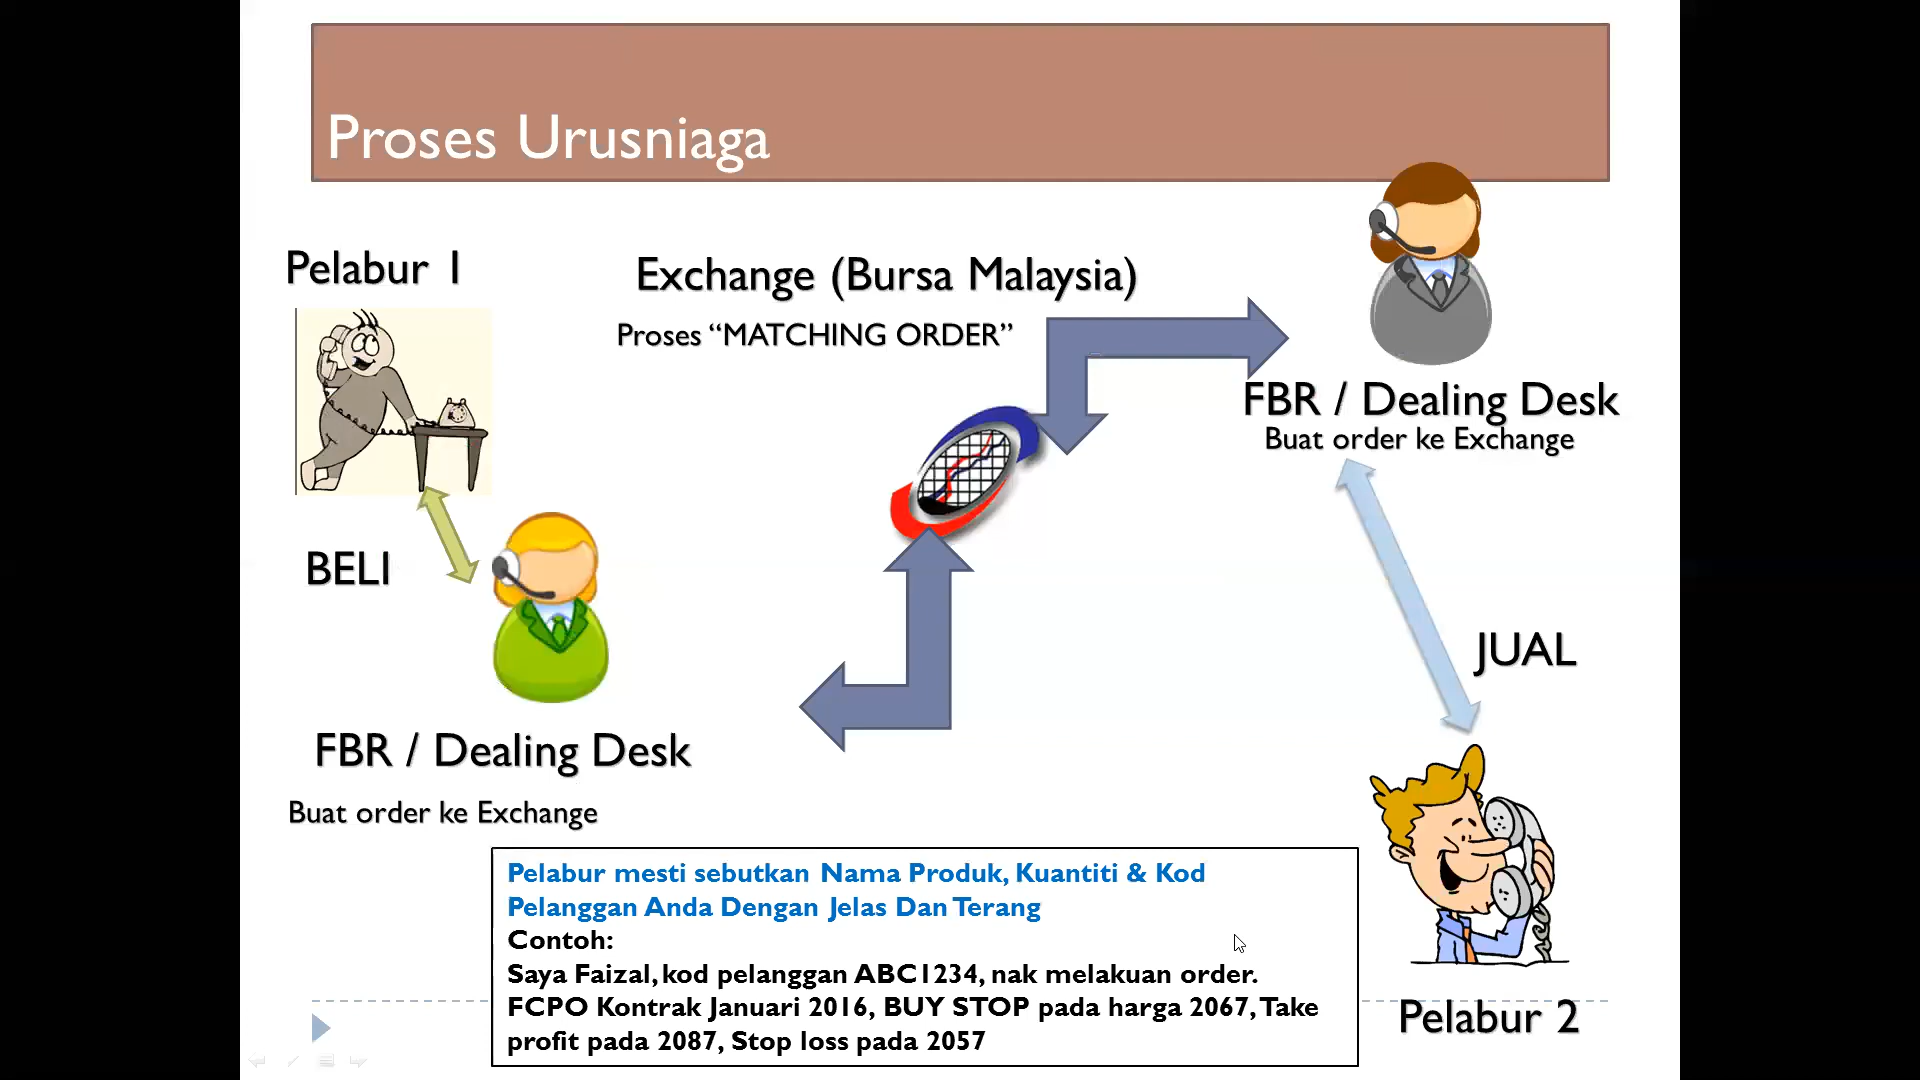 Proses Urusniaga
Pelabur 1
Exchange (Bursa Malaysia)
Proses “MATCHING ORDER”
FBR / Dealing Desk
Buat order ke Exchange
BELI
JUAL
FBR / Dealing Desk
Buat order ke Exchange
Pelabur mesti sebutkan Nama Produk, Kuantiti & Kod
Pelanggan Anda Dengan Jelas Dan Terang
Contoh:
Saya Faizal, kod pelanggan ABC1234, nak melakuan order.
FCPO Kontrak Januari 2016, BUY STOP pada harga 2067, Take
profit pada 2087, Stop loss pada 2057
Pelabur 2